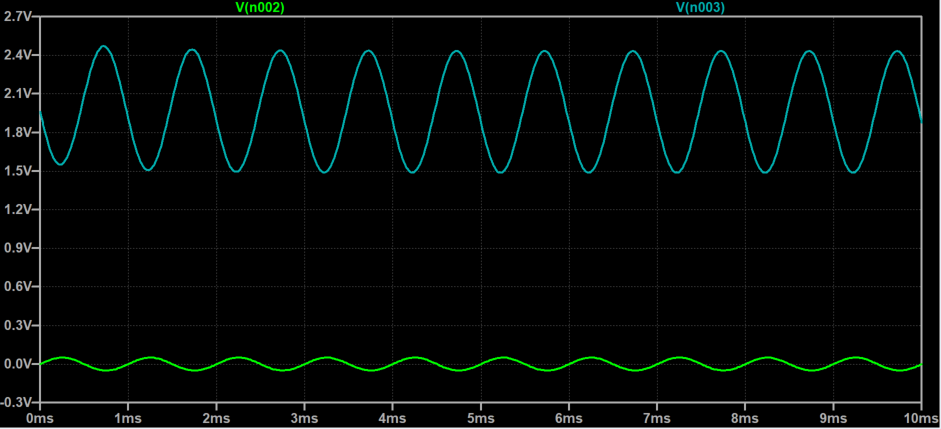 V(n002) V(n003)
2.7V
2.4V
2.1V
1.8V
1.5V
1.2V
0.9V
0.6V
0.3V
0.0V
-0.3V
0ms 1ms 2ms 3ms 4ms 5ms 6ms 7ms 8ms 9ms 10ms